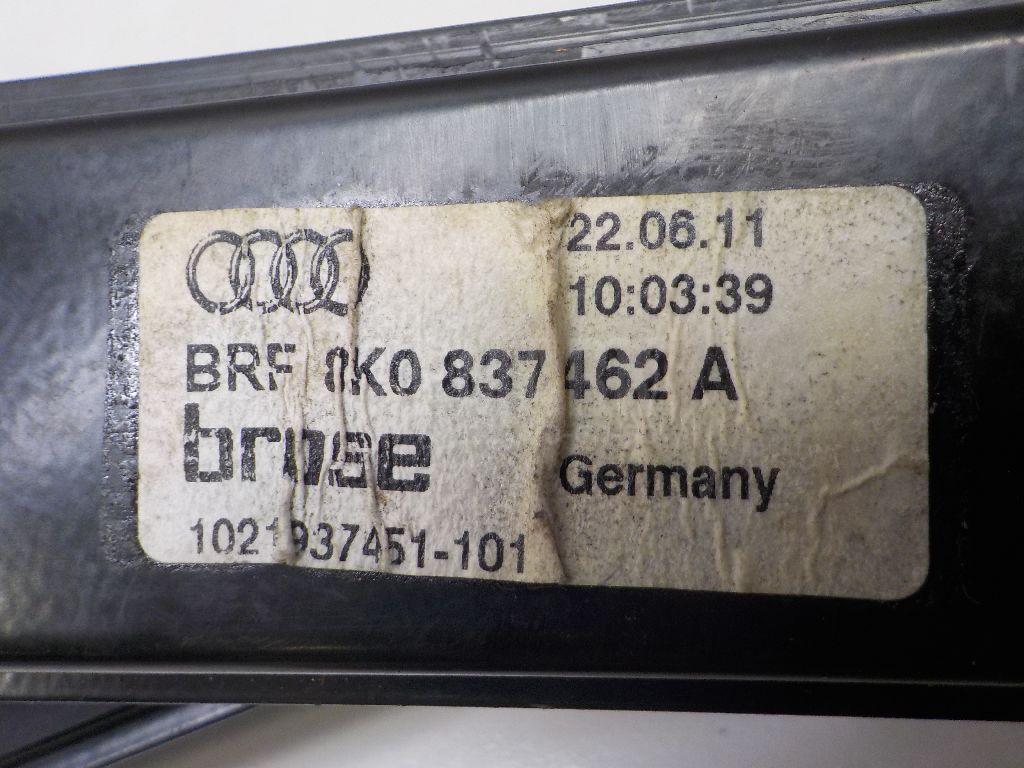 22.06.11
10:03:39
BRF 8K0 837 462 A
brose
Germany
1021937451-101